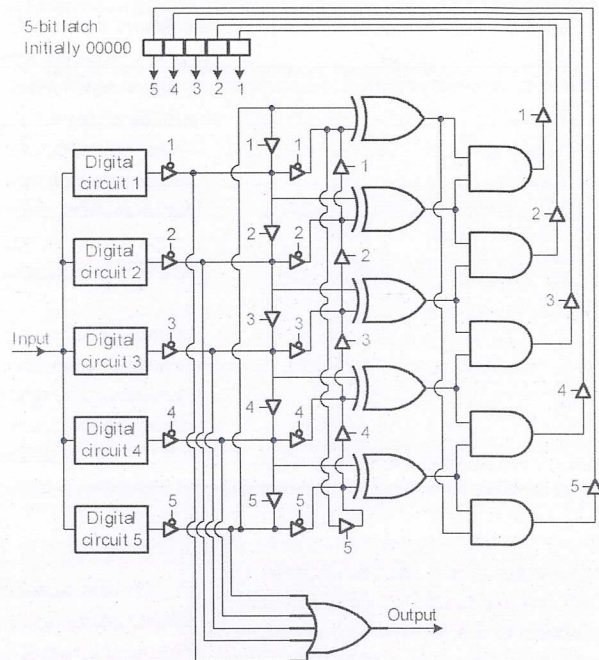 5-bit latch
Initially 00000
5 4 3 2 1
1
1 1
Digital
circuit 1
1
2
2 2
Digital
circuit 2
2
3
3 3
Input
Digital
circuit 3
3
4
4 4
Digital
circuit 4
4
5
5 5
Digital
circuit 5
5
1
2
3
4
5
Output